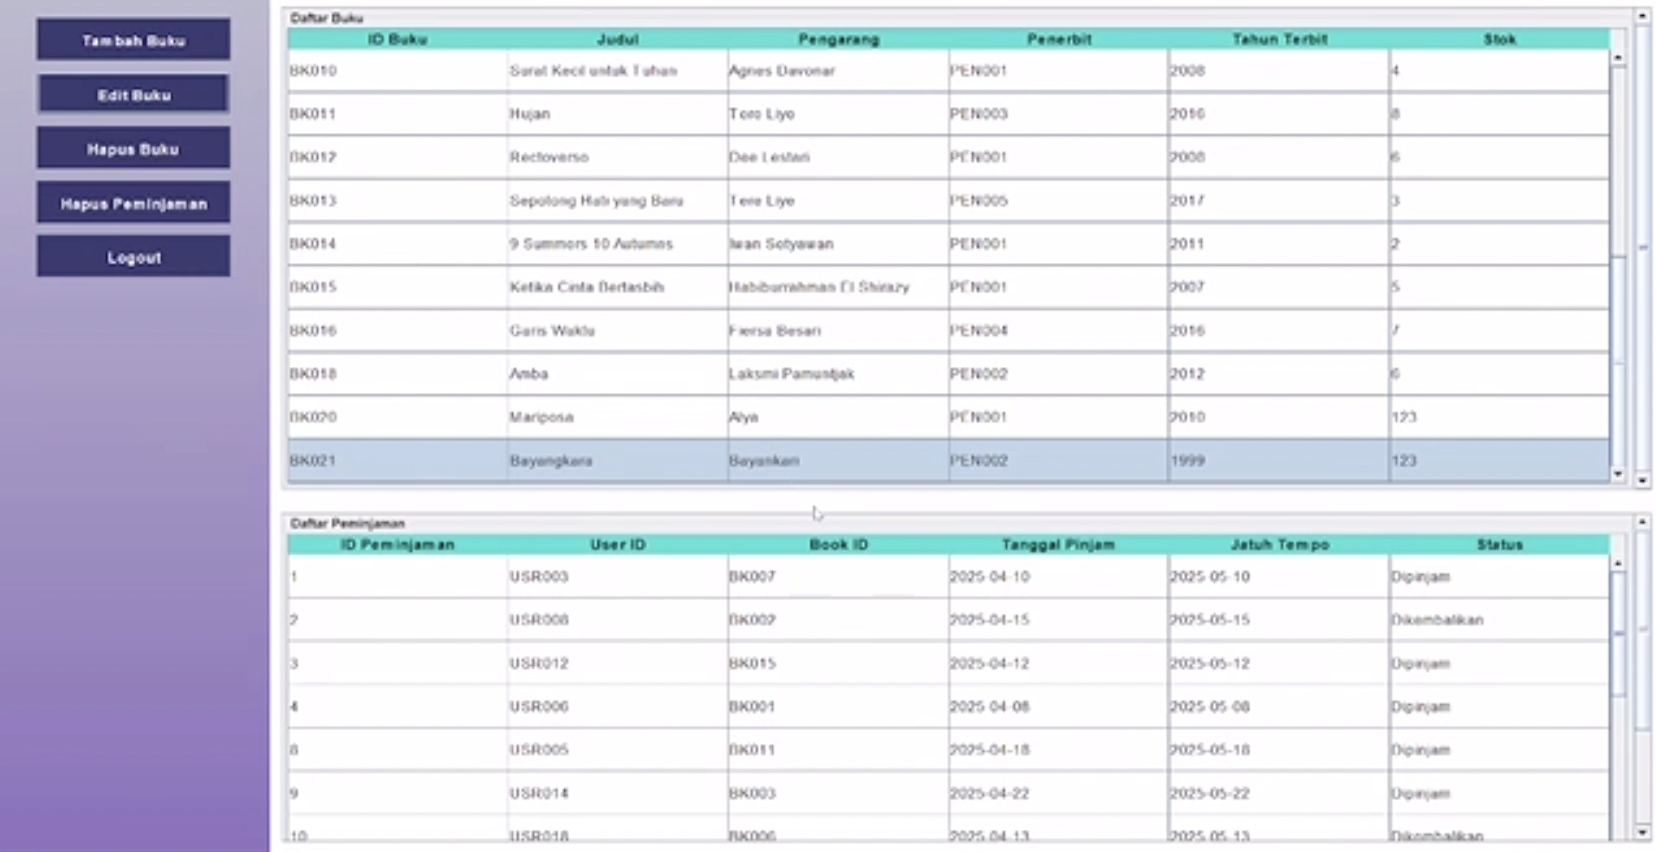 Tambah Buku
Edit Buku
Hapus Buku
Hapus Peminjaman
Logout
Daftar Buku
ID Buku Judul Pengarang Penerbit Tahun Terbit Stok
BK010 Surat Kecil untuk Tuhan Agnes Davonar PEN001 2008 4
BK011 Hujan Tere Liye PEN003 2016 8
BK012 Rectoverso Dee Lestari PEN001 2008 6
BK013 Sepotong Hati yang Baru Tere Liye PEN005 2017 3
BK014 9 Summers 10 Autumns Iwan Setyawan PEN001 2011 2
BK015 Ketika Cinta Bertasbih Habiburrahman El Shirazy PEN001 2007 5
BK016 Garis Waktu Fiersa Besari PEN004 2016 7
BK018 Amba Laksmi Pamuntjak PEN002 2012 6
BK020 Mariposa Alya PEN001 2010 123
BK021 Bayangkara Bayankari PEN002 1999 123
Daftar Peminjaman
ID Peminjaman User ID Book ID Tanggal Pinjam Jatuh Tempo Status
1 USR003 BK007 2025-04-10 2025-05-10 Dipinjam
2 USR008 BK002 2025-04-15 2025-05-15 Dikembalikan
3 USR012 BK015 2025-04-12 2025-05-12 Dipinjam
4 USR006 BK001 2025-04-08 2025-05-08 Dipinjam
8 USR005 BK011 2025-04-18 2025-05-18 Dipinjam
9 USR014 BK003 2025-04-22 2025-05-22 Dipinjam
10 USR018 BK006 2025-04-13 2025-05-13 Dikembalikan